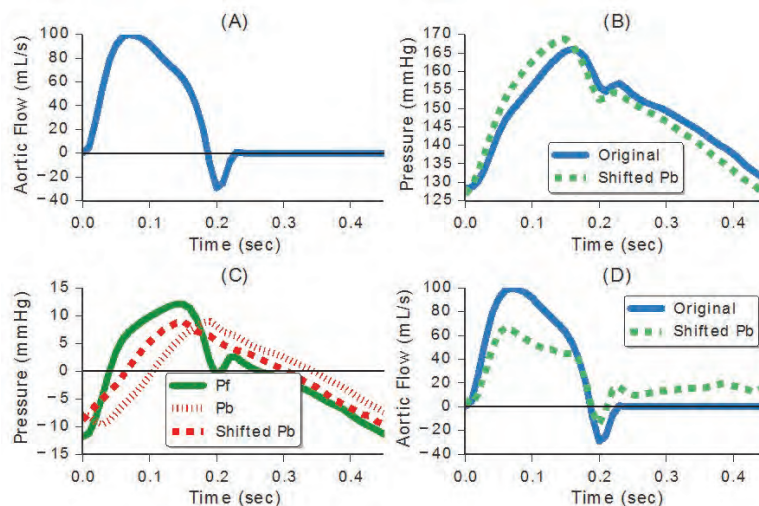 (A)
Aortic Flow (mL/s)
100
80
60
40
20
0
−20
−40
0.0 0.1 0.2 0.3 0.4
Time (sec)
(B)
Pressure (mmHg)
170
165
160
155
150
145
140
135
130
125
Original
Shifted Pb
0.0 0.1 0.2 0.3 0.4
Time (sec)
(C)
Pressure (mmHg)
15
10
5
0
−5
−10
−15
Pf
Pb
Shifted Pb
0.0 0.1 0.2 0.3 0.4
Time (sec)
(D)
Aortic Flow (mL/s)
100
80
60
40
20
0
−20
−40
Original
Shifted Pb
0.0 0.1 0.2 0.3 0.4
Time (sec)